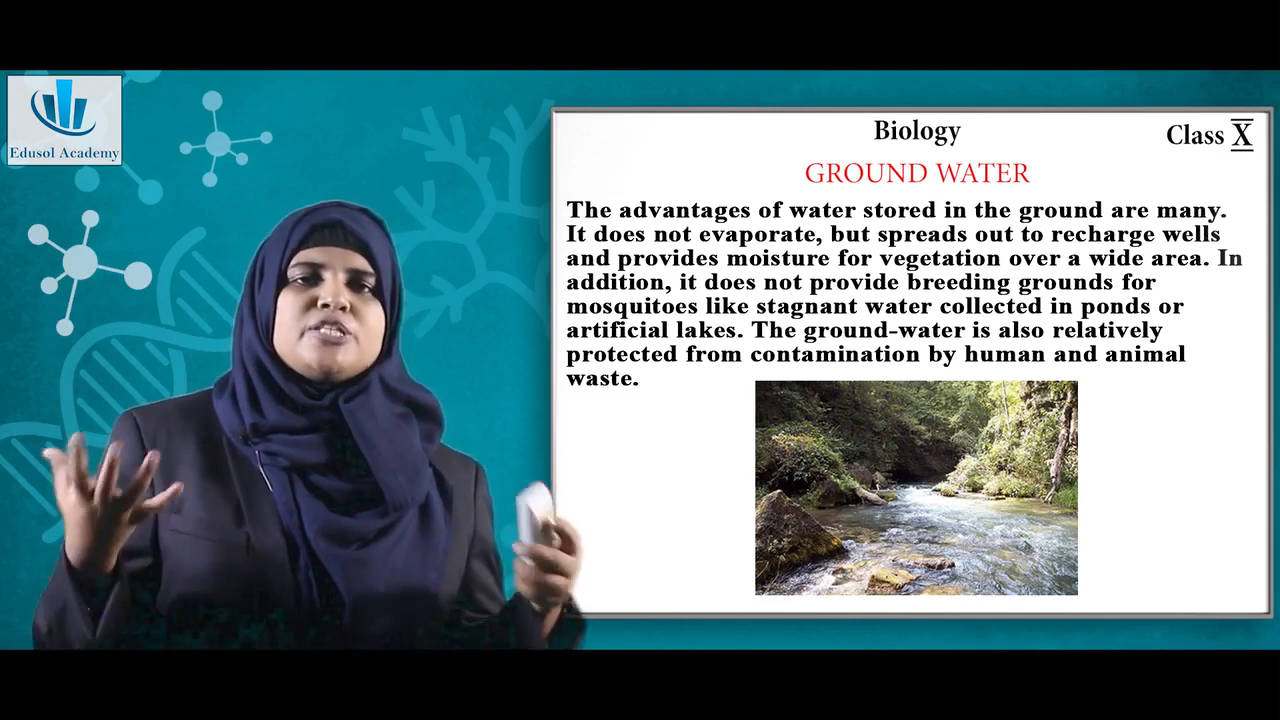 Edusol Academy
Biology
Class X
GROUND WATER
The advantages of water stored in the ground are many.
It does not evaporate, but spreads out to recharge wells
and provides moisture for vegetation over a wide area. In
addition, it does not provide breeding grounds for
mosquitoes like stagnant water collected in ponds or
artificial lakes. The ground-water is also relatively
protected from contamination by human and animal
waste.